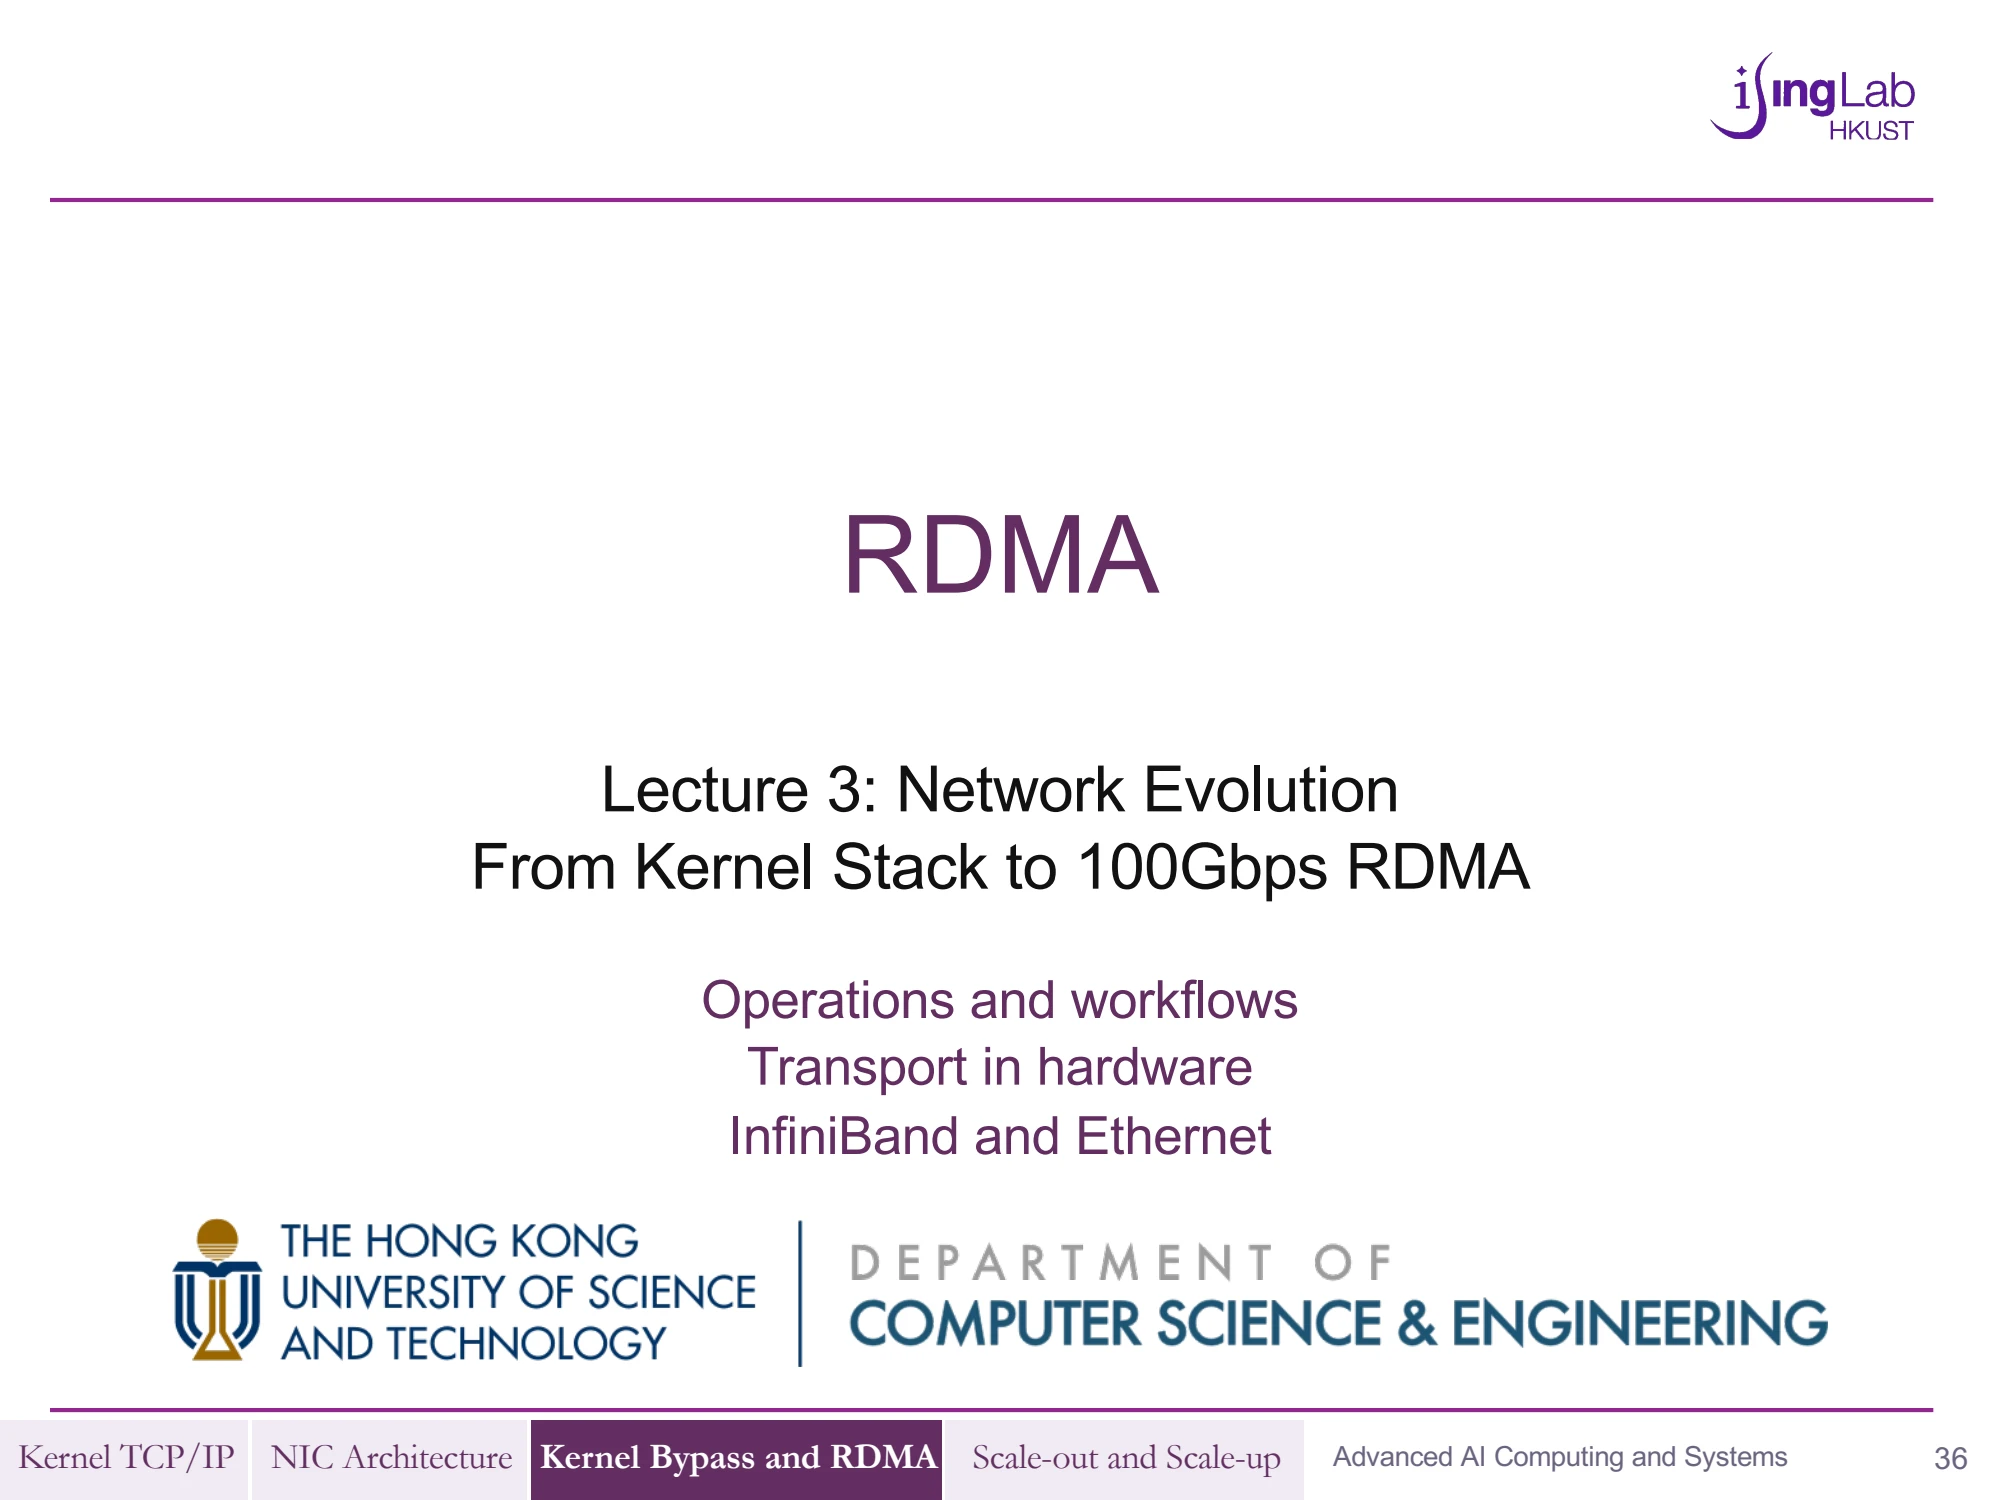 iSingLab
HKUST
RDMA
Lecture 3: Network Evolution
From Kernel Stack to 100Gbps RDMA
Operations and workflows
Transport in hardware
InfiniBand and Ethernet
THE HONG KONG
UNIVERSITY OF SCIENCE
AND TECHNOLOGY
DEPARTMENT OF
COMPUTER SCIENCE & ENGINEERING
Kernel TCP/IP
NIC Architecture
Kernel Bypass and RDMA
Scale-out and Scale-up
Advanced AI Computing and Systems
36